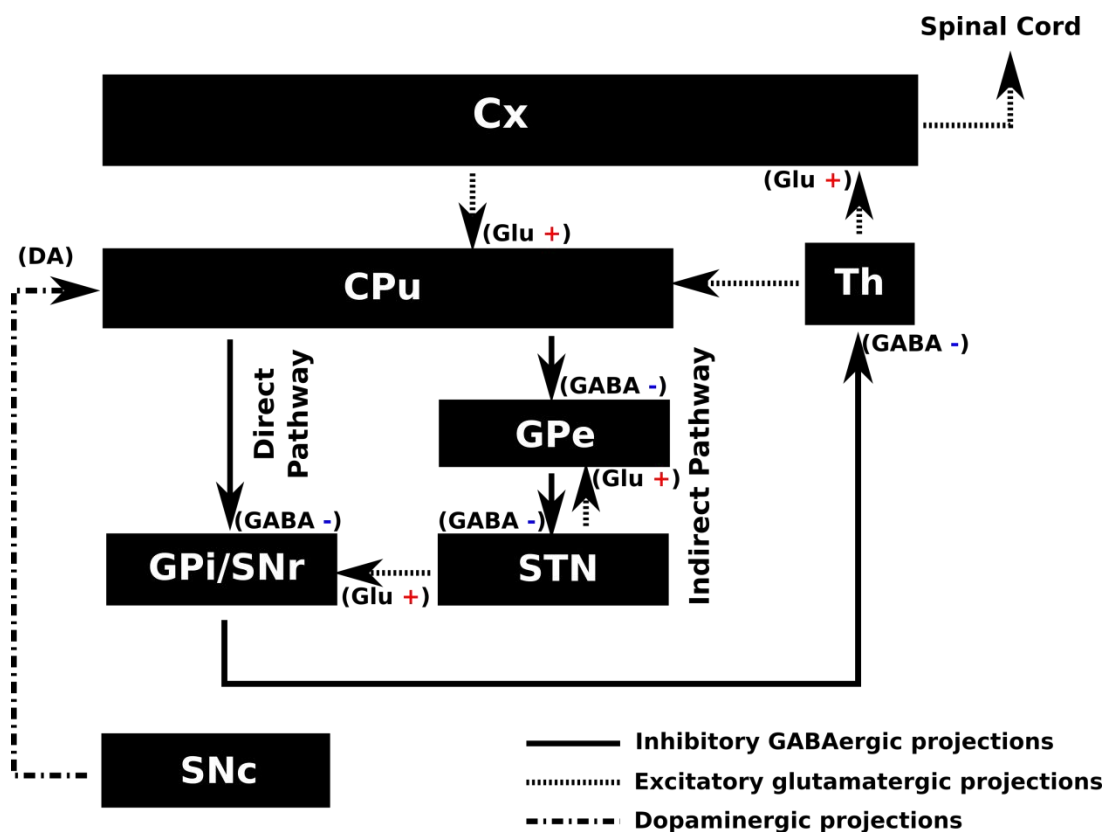 Spinal Cord
Cx
(Glu +)
(Glu +)
(DA)
CPu
Th
(GABA -)
Direct
Pathway
(GABA -)
GPe
(Glu +)
Indirect Pathway
(GABA -)
(GABA -)
GPi/SNr
STN
(Glu +)
SNc
Inhibitory GABAergic projections
Excitatory glutamatergic projections
Dopaminergic projections